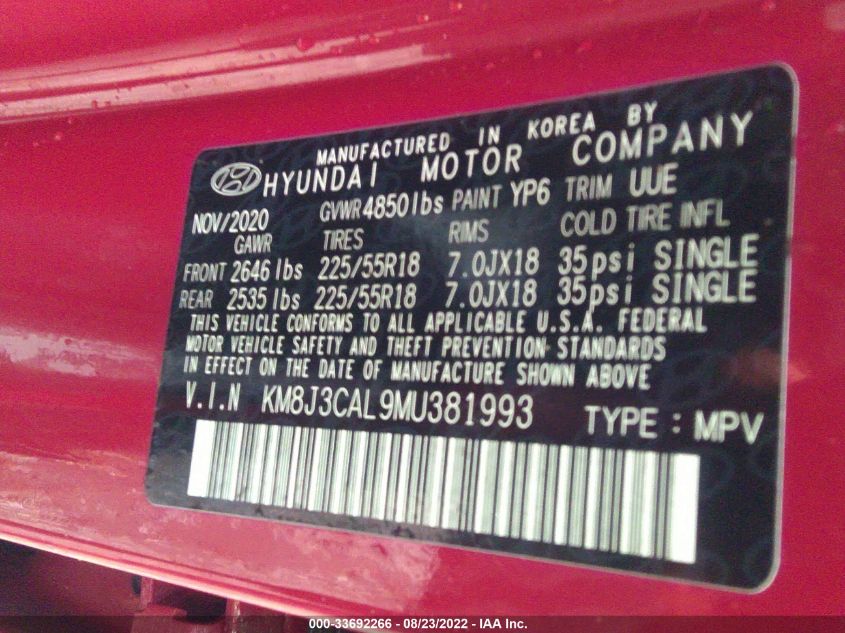 MANUFACTURED IN KOREA BY
HYUNDAI MOTOR COMPANY
NOV/2020 GVWR 4850 lbs PAINT YP6 TRIM UUE
GAWR TIRES RIMS COLD TIRE INFL
FRONT 2646 lbs 225/55R18 7.0JX18 35psi SINGLE
REAR 2535 lbs 225/55R18 7.0JX18 35psi SINGLE
THIS VEHICLE CONFORMS TO ALL APPLICABLE U.S.A. FEDERAL
MOTOR VEHICLE SAFETY AND THEFT PREVENTION STANDARDS
IN EFFECT ON THE DATE OF MANUFACTURE SHOWN ABOVE
V.I.N KM8J3CAL9MU381993 TYPE : MPV
000-33692266 - 08/23/2022 - IAA Inc.